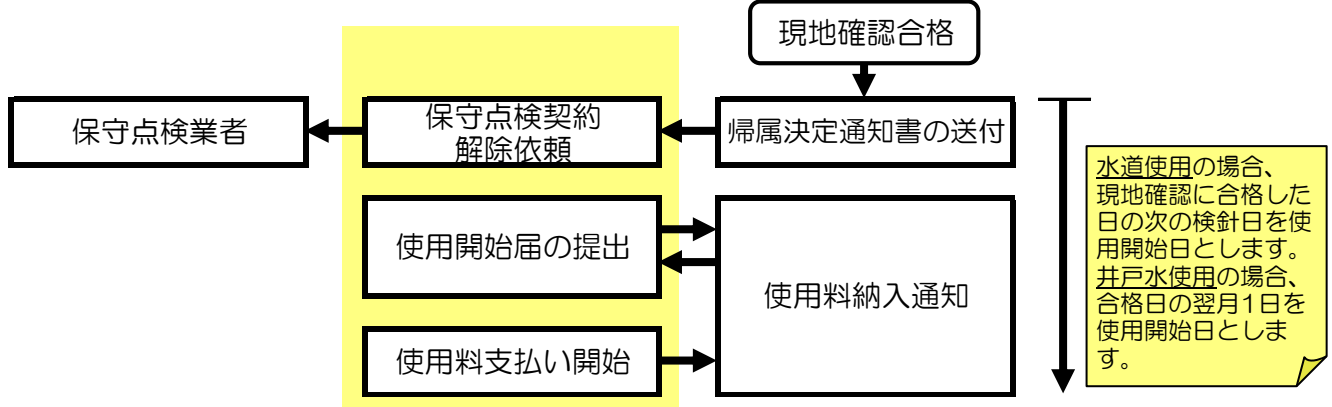 現地確認合格
保守点検業者
保守点検契約
解除依頼
帰属決定通知書の送付
使用開始届の提出
使用料納入通知
使用料支払い開始
水道使用の場合、
現地確認に合格した
日の次の検針日を使
用開始日とします。
井戸水使用の場合、
合格日の翌月1日を
使用開始日としま
す。